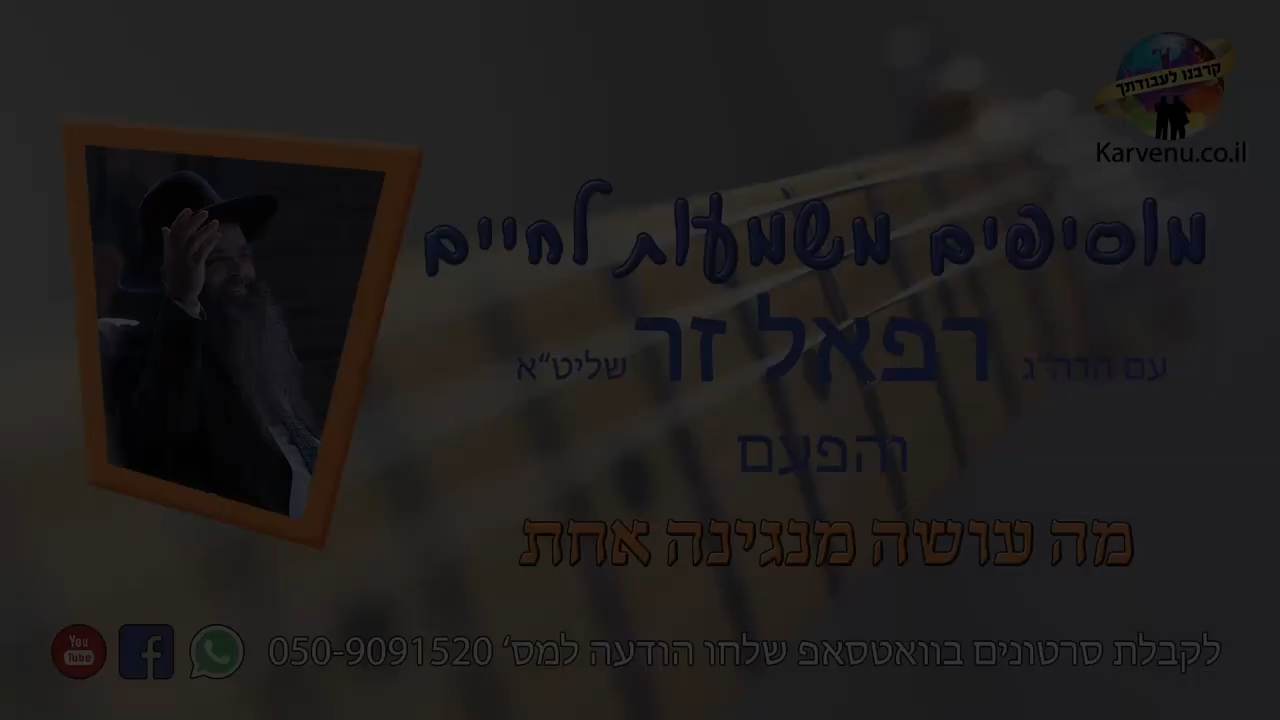 קרבנו לעבודתך
Karvenu.co.il
מוסיפים משמעות לחיים
עם הרה"ג רפאל זר שליט"א
והפעם
מה עושה מנגינה אחת
לקבלת סרטונים בוואטסאפ שלחו הודעה למס' 050-9091520
You
Tube